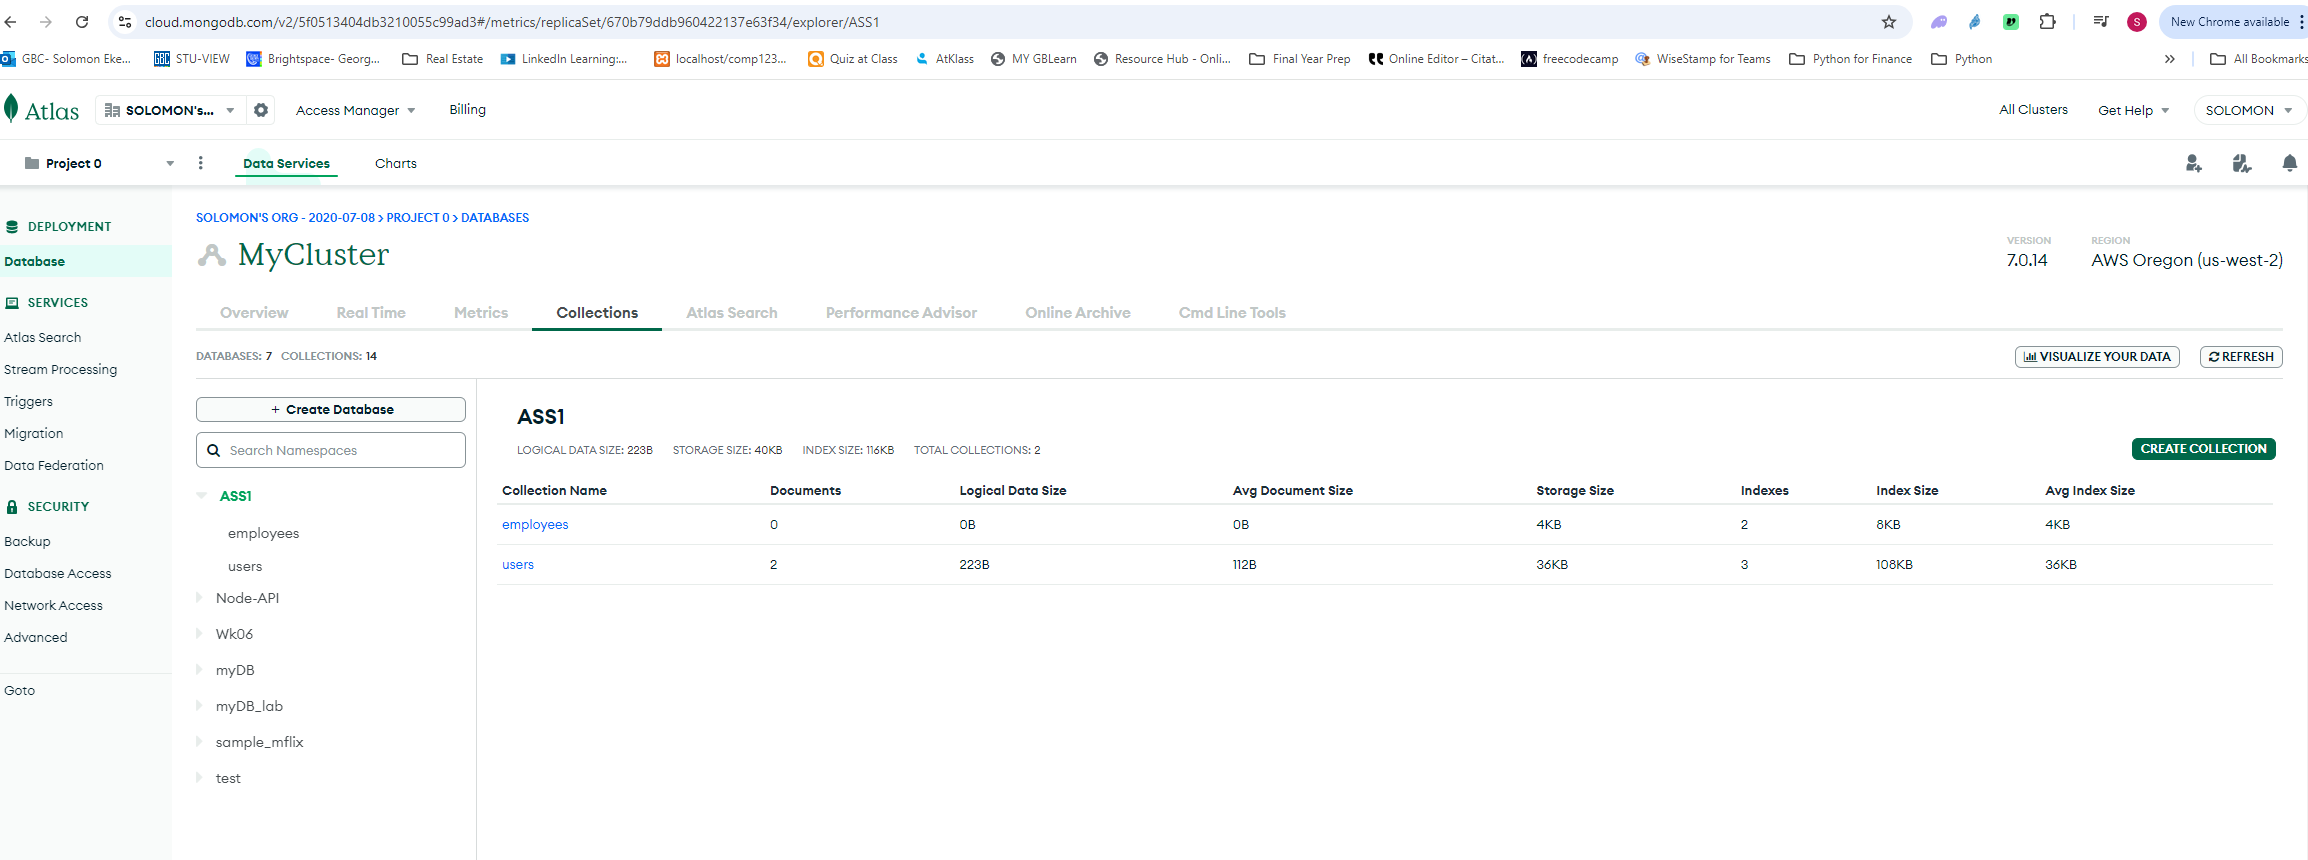 cloud.mongodb.com/v2/5f0513404db3210055c99ad3#/metrics/replicaSet/670b79ddb960422137e63f34/explorer/ASS1
S
New Chrome available
GBC- Solomon Eke...
GBC STU-VIEW
Brightspace- Georg...
Real Estate
LinkedIn Learning:...
localhost/comp123...
Quiz at Class
AtKlass
MY GBLearn
Resource Hub - Onli...
Final Year Prep
Online Editor – Citat...
freecodecamp
WiseStamp for Teams
Python for Finance
Python
All Bookmarks
Atlas
SOLOMON's...
Access Manager
Billing
All Clusters
Get Help
SOLOMON
Project 0
Data Services
Charts
DEPLOYMENT
Database
SERVICES
Atlas Search
Stream Processing
Triggers
Migration
Data Federation
SECURITY
Backup
Database Access
Network Access
Advanced
Goto
SOLOMON'S ORG - 2020-07-08 > PROJECT 0 > DATABASES
MyCluster
VERSION
7.0.14
REGION
AWS Oregon (us-west-2)
Overview
Real Time
Metrics
Collections
Atlas Search
Performance Advisor
Online Archive
Cmd Line Tools
DATABASES: 7 COLLECTIONS: 14
VISUALIZE YOUR DATA
REFRESH
+ Create Database
Search Namespaces
ASS1
employees
users
Node-API
Wk06
myDB
myDB_lab
sample_mflix
test
ASS1
LOGICAL DATA SIZE: 223B STORAGE SIZE: 40KB INDEX SIZE: 116KB TOTAL COLLECTIONS: 2
CREATE COLLECTION
Collection Name Documents Logical Data Size Avg Document Size Storage Size Indexes Index Size Avg Index Size
employees 0 0B 0B 4KB 2 8KB 4KB
users 2 223B 112B 36KB 3 108KB 36KB